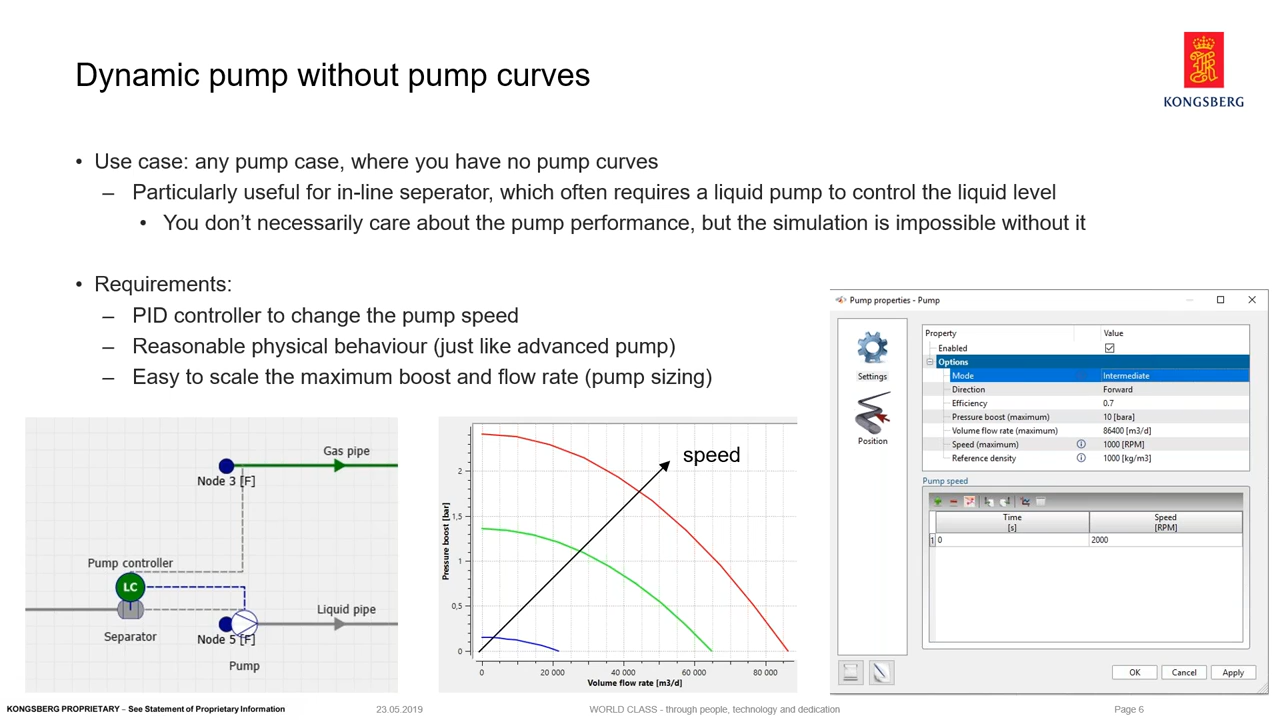 Dynamic pump without pump curves
KONGSBERG
• Use case: any pump case, where you have no pump curves
– Particularly useful for in-line seperator, which often requires a liquid pump to control the liquid level
• You don’t necessarily care about the pump performance, but the simulation is impossible without it
• Requirements:
– PID controller to change the pump speed
– Reasonable physical behaviour (just like advanced pump)
– Easy to scale the maximum boost and flow rate (pump sizing)
Gas pipe
Node 3 [F]
Pump controller
LC
Separator
Liquid pipe
Node 5 [F]
Pump
speed
Pressure boost [bar]
2
1,5
1
0,5
0
0 20 000 40 000 60 000 80 000
Volume flow rate [m3/d]
Pump properties - Pump
Settings
Position
Property Value
Enabled
Options
Mode Intermediate
Direction Forward
Efficiency 0.7
Pressure boost (maximum) 10 [bara]
Volume flow rate (maximum) 86400 [m3/d]
Speed (maximum) 1000 [RPM]
Reference density 1000 [kg/m3]
Pump speed
Time Speed
[s] [RPM]
1 0 2000
OK Cancel Apply
KONGSBERG PROPRIETARY – See Statement of Proprietary Information
23.05.2019
WORLD CLASS - through people, technology and dedication
Page 6